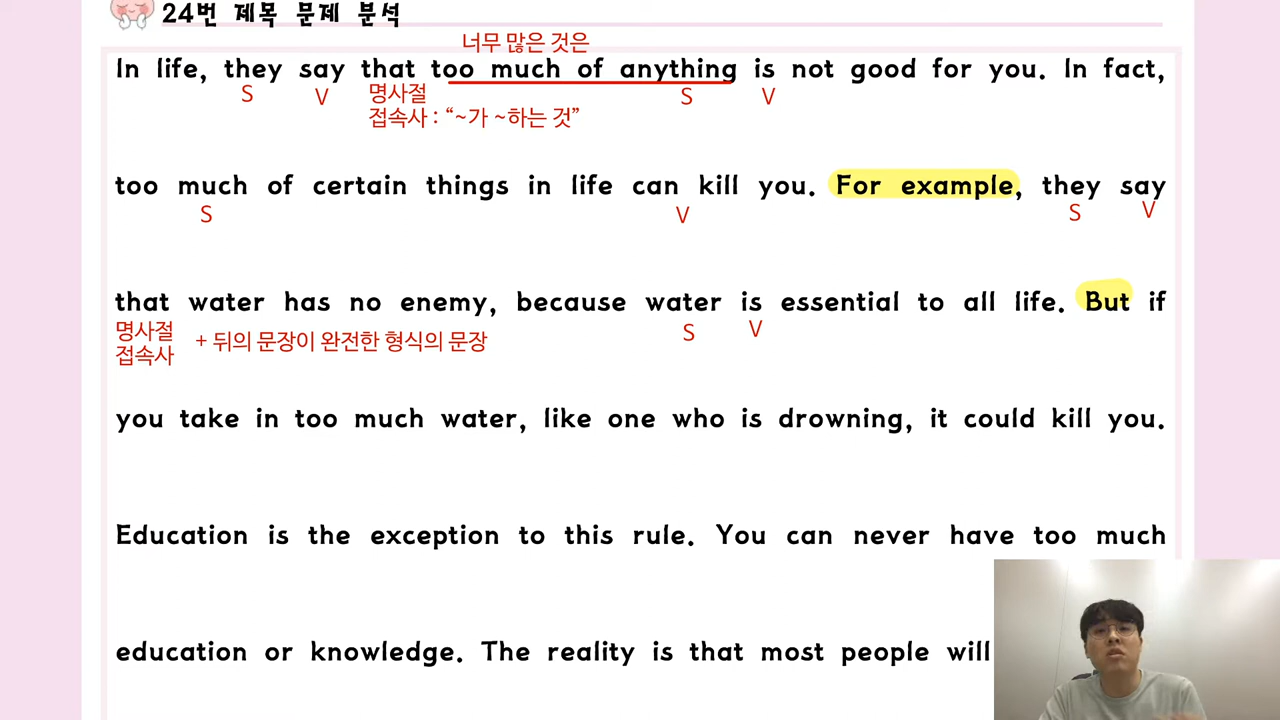 24번 제목 문제 분석
너무 많은 것은
In life, they say that too much of anything is not good for you. In fact,
S V 명사절 S V
접속사 : “~가 ~하는 것”
too much of certain things in life can kill you. For example, they say
S V S V
that water has no enemy, because water is essential to all life. But if
명사절 S V
접속사 + 뒤의 문장이 완전한 형식의 문장
you take in too much water, like one who is drowning, it could kill you.
Education is the exception to this rule. You can never have too much
education or knowledge. The reality is that most people will